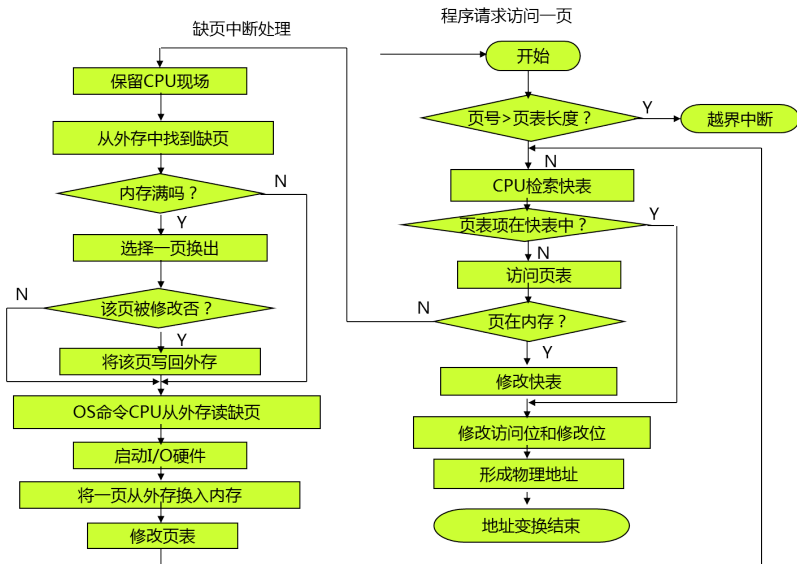 程序请求访问一页
开始
页号>页表长度？
Y
越界中断
N
CPU检索快表
页表项在快表中？
Y
N
访问页表
页在内存？
N
Y
修改快表
修改访问位和修改位
形成物理地址
地址变换结束
缺页中断处理
保留CPU现场
从外存中找到缺页
内存满吗？
N
Y
选择一页换出
该页被修改否？
N
Y
将该页写回外存
OS命令CPU从外存读缺页
启动I/O硬件
将一页从外存换入内存
修改页表